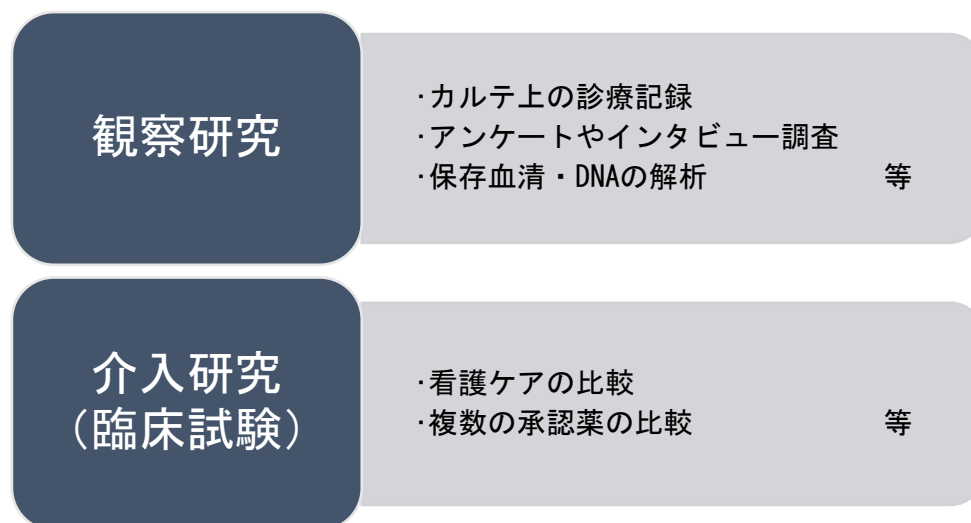 観察研究
·カルテ上の診療記録
·アンケートやインタビュー調査
·保存血清・DNAの解析 等
介入研究
(臨床試験)
·看護ケアの比較
·複数の承認薬の比較 等